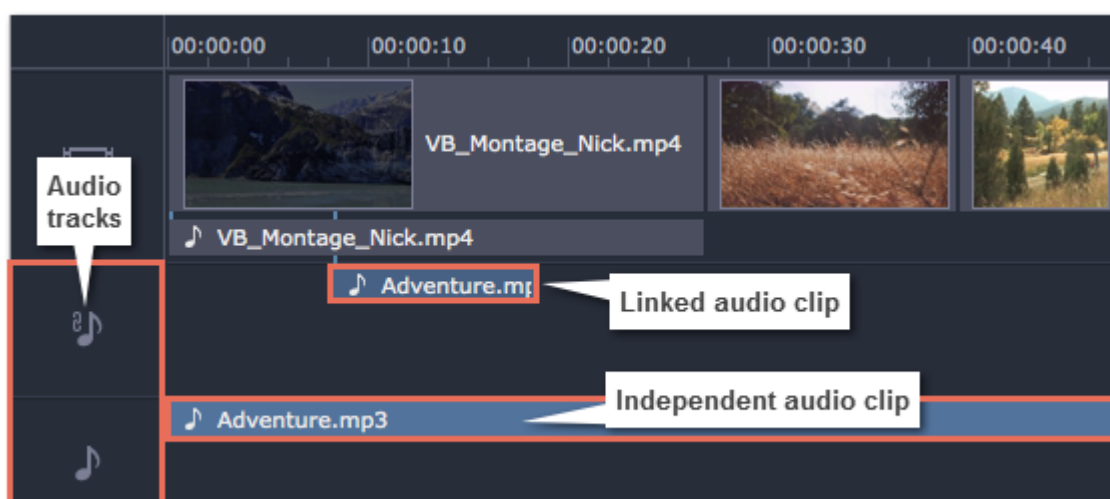 00:00:00 00:00:10 00:00:20 00:00:30 00:00:40
VB_Montage_Nick.mp4
Audio
tracks
VB_Montage_Nick.mp4
Adventure.mp
Linked audio clip
Independent audio clip
Adventure.mp3